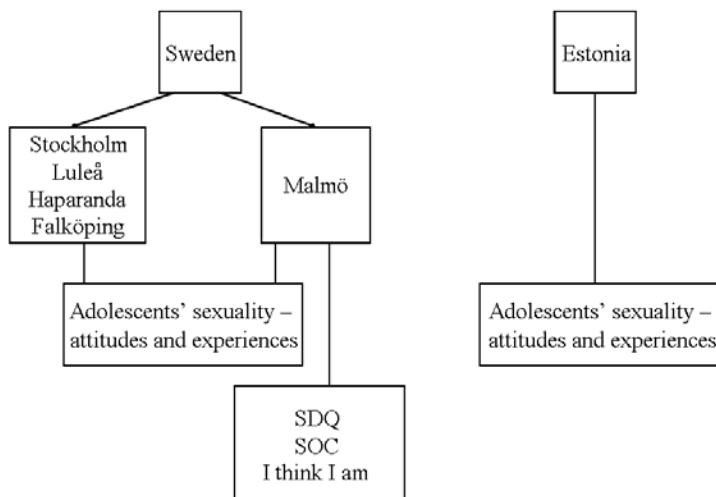 Sweden
Estonia
Stockholm
Luleå
Haparanda
Falköping
Malmö
Adolescents’ sexuality –
attitudes and experiences
Adolescents’ sexuality –
attitudes and experiences
SDQ
SOC
I think I am